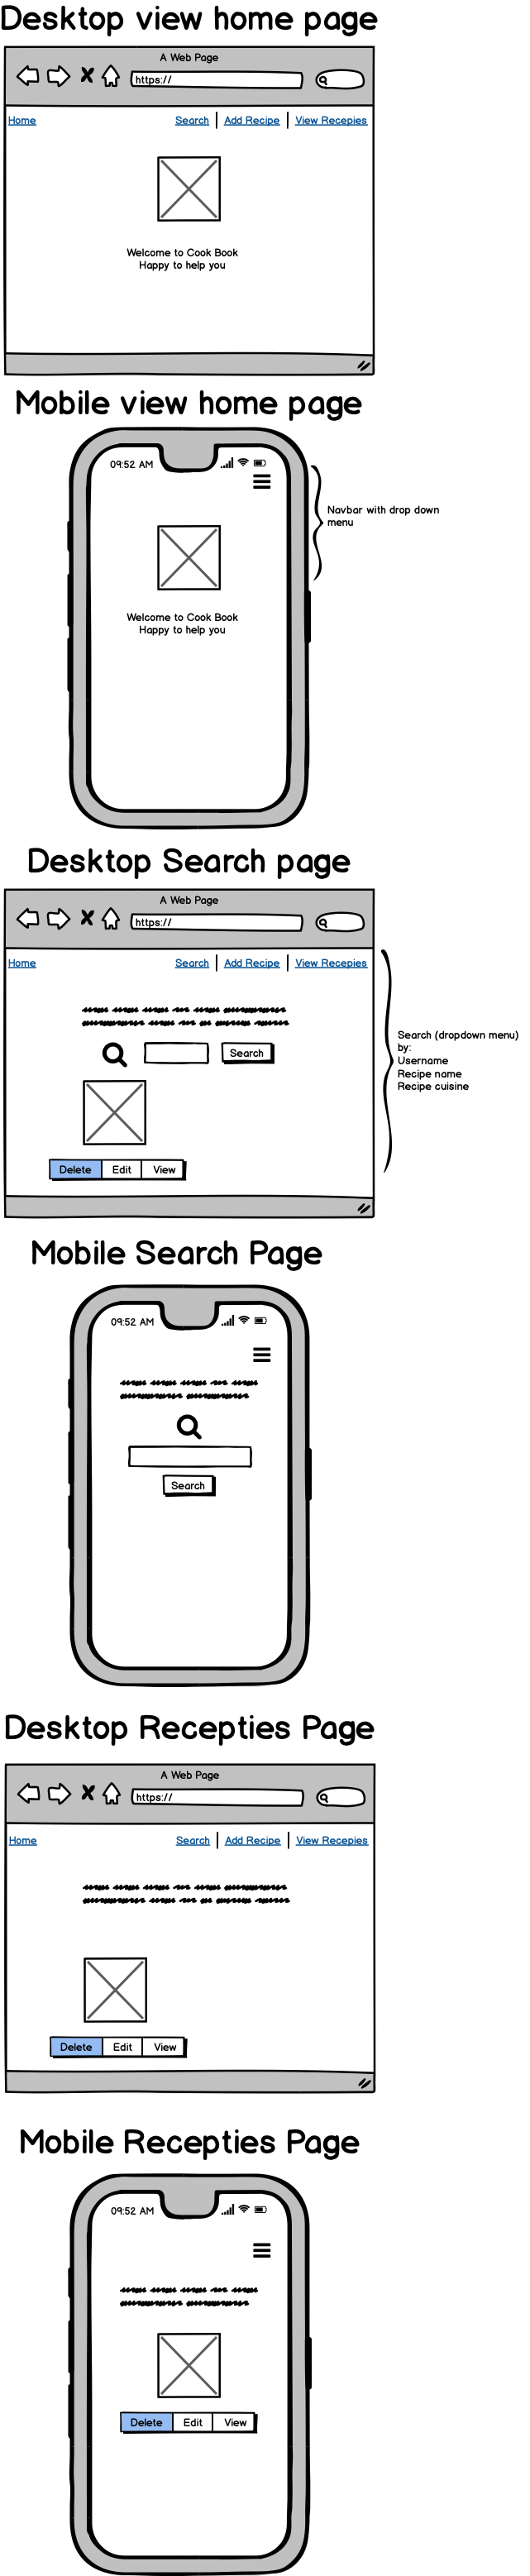 Desktop view home page
A Web Page
https://
Home
Search
Add Recipe
View Recepies
Welcome to Cook Book
Happy to help you
Mobile view home page
09:52 AM
Navbar with drop down
menu
Welcome to Cook Book
Happy to help you
Desktop Search page
A Web Page
https://
Home
Search
Add Recipe
View Recepies
Search (dropdown menu)
by:
Username
Recipe name
Recipe cuisine
Search
Delete
Edit
View
Mobile Search Page
09:52 AM
Search
Desktop Recepties Page
A Web Page
https://
Home
Search
Add Recipe
View Recepies
Delete
Edit
View
Mobile Recepties Page
09:52 AM
Delete
Edit
View